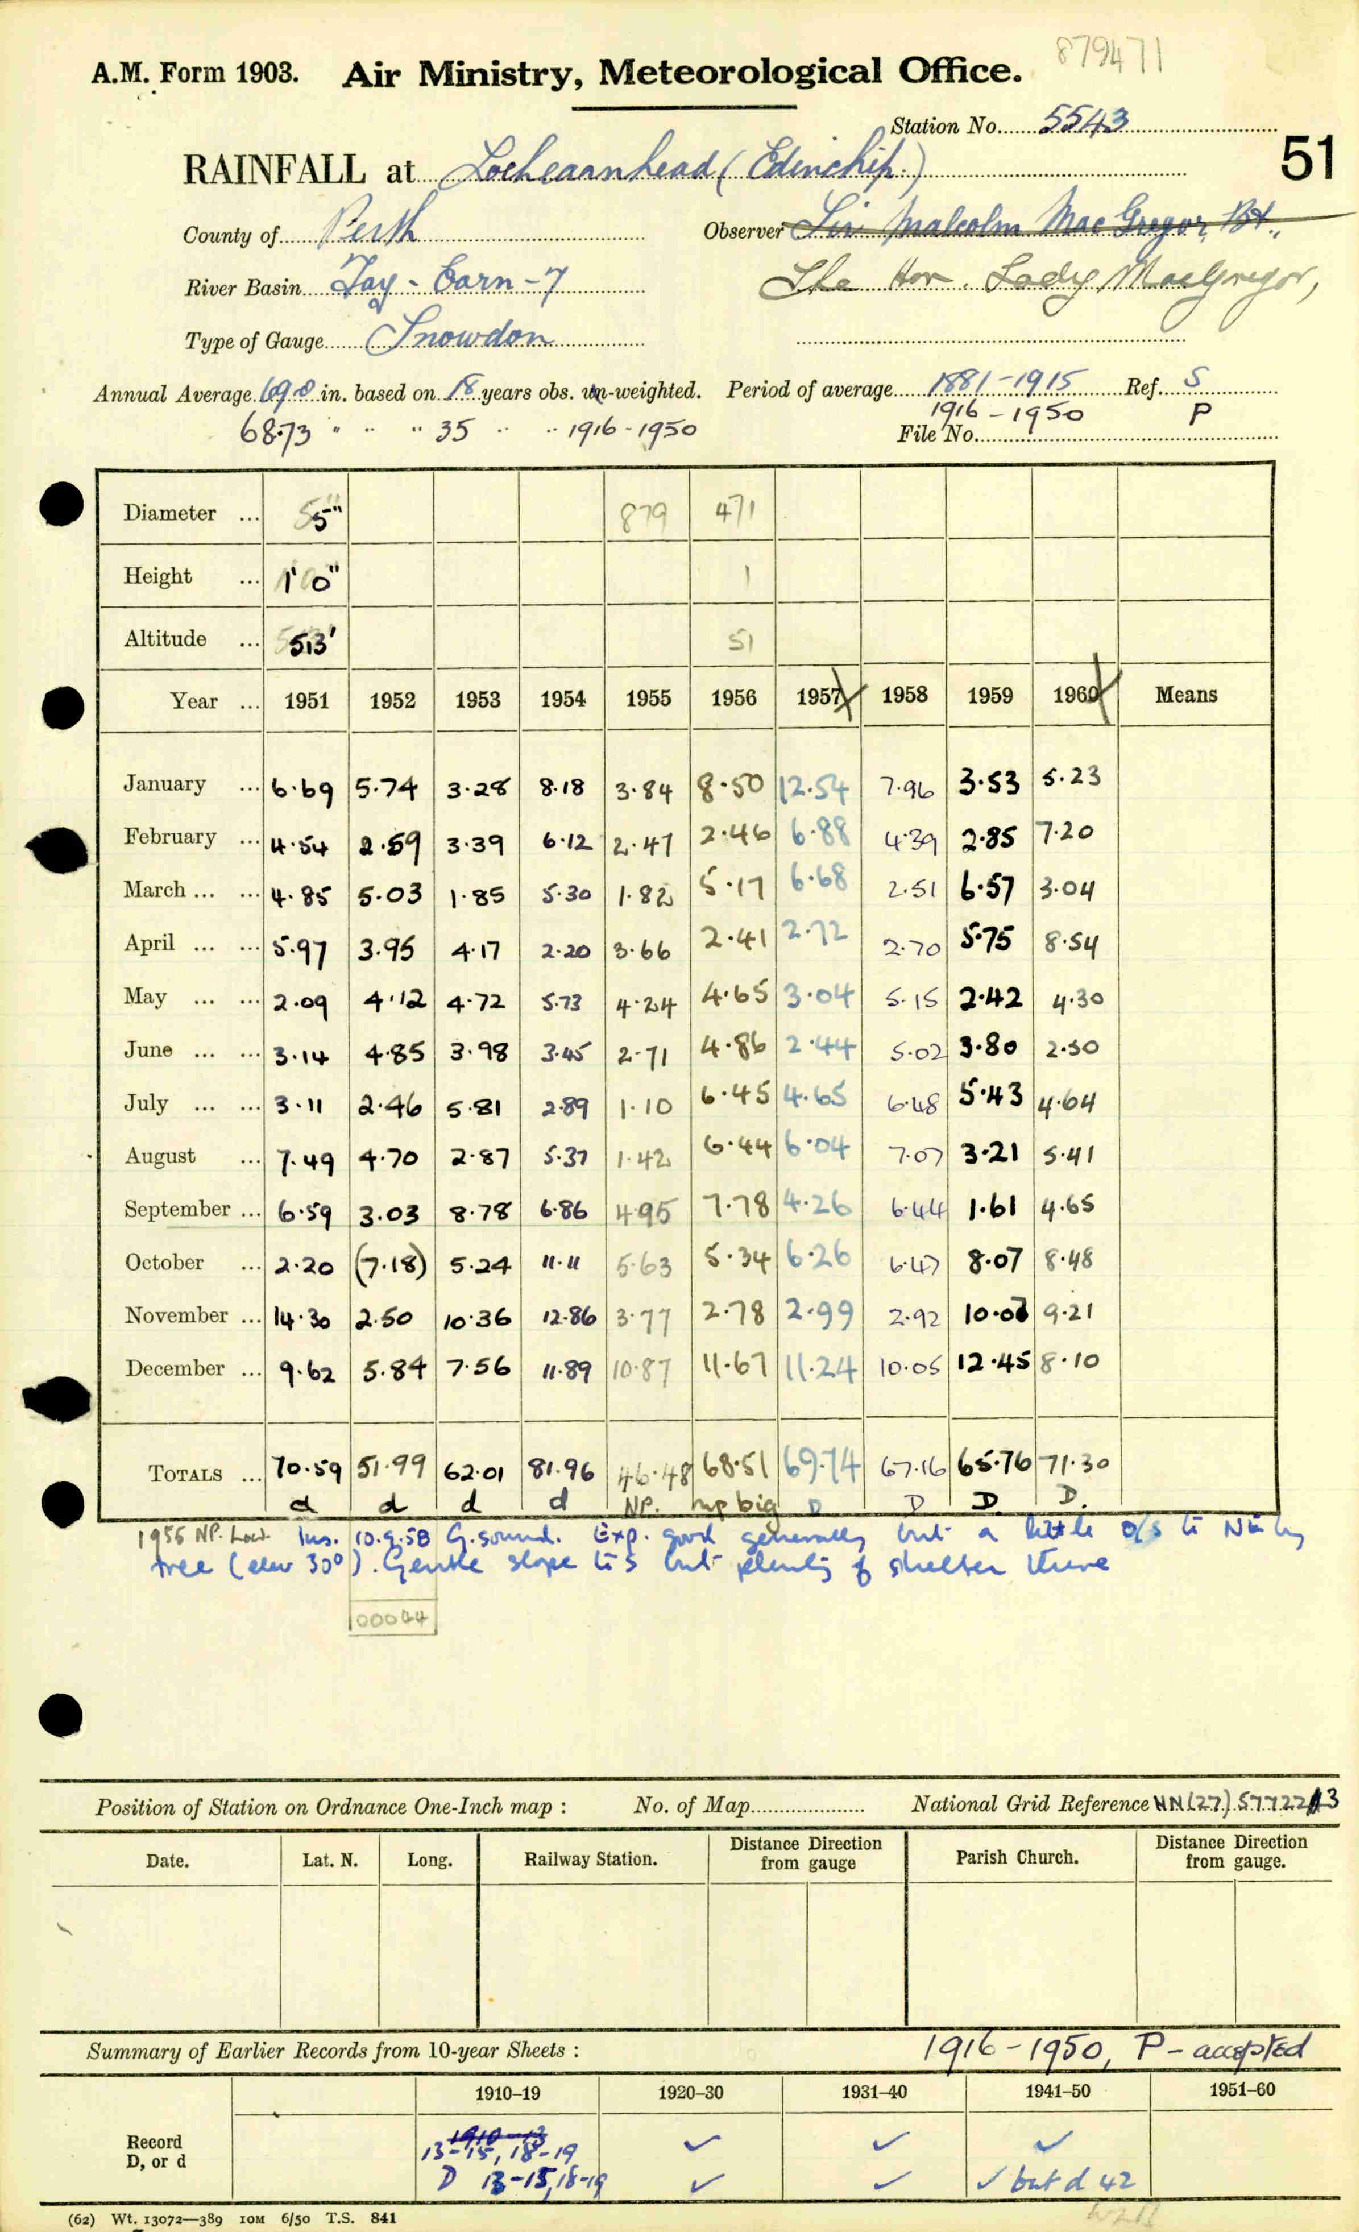 879471
A.M. Form 1903. Air Ministry, Meteorological Office.
Station No. 5543
51
RAINFALL at Lochearnhead (Edinchip.)
County of Perth Observer Sir Malcolm MacGregor, Bt.,
River Basin Tay - Earn - 7 The Hon. Lady MacGregor,
Type of Gauge Snowdon
Annual Average 69.8 in. based on 18 years obs. un-weighted. Period of average 1881-1915 Ref. S
68.73 " " " 35 " " 1916-1950 1916-1950 P
File No.
Diameter ... 5" 879 471
Height ... 1' 0" 1
Altitude ... 513' 51
Year ... 1951 1952 1953 1954 1955 1956 1957 1958 1959 1960 Means
January ... 6.69 5.74 3.28 8.18 3.84 8.50 12.54 7.96 3.53 5.23
February ... 4.54 2.59 3.39 6.12 2.47 2.46 6.88 4.39 2.85 7.20
March ... ... 4.85 5.03 1.85 5.30 1.82 5.17 6.68 2.51 6.57 3.04
April ... ... 5.97 3.95 4.17 2.20 3.66 2.41 2.72 2.70 5.75 8.54
May ... ... 2.09 4.12 4.72 5.73 4.24 4.65 3.04 5.15 2.42 4.30
June ... ... 3.14 4.85 3.98 3.45 2.71 4.86 2.44 5.02 3.80 2.50
July ... ... 3.11 2.46 5.81 2.89 1.10 6.45 4.65 6.48 5.43 4.64
August ... 7.49 4.70 2.87 5.37 1.42 6.44 6.04 7.07 3.21 5.41
September ... 6.59 3.03 8.78 6.86 4.95 7.78 4.26 6.44 1.61 4.65
October ... 2.20 (7.18) 5.24 11.11 5.63 5.34 6.26 6.47 8.07 8.48
November ... 14.30 2.50 10.36 12.86 3.77 2.78 2.99 2.92 10.07 9.21
December ... 9.62 5.84 7.56 11.89 10.87 11.67 11.24 10.05 12.45 8.10
TOTALS ... 70.59 51.99 62.01 81.96 46.48 68.51 69.74 67.16 65.76 71.30
d d d d NP. np big D D D. D.
1955 NP. Low. Ins. 10.9.58 G. sound. Exp. good generally but a little o/s to NE by
tree (elev 30°). Gentle slope to S but plenty of shelter there
00044
Position of Station on Ordnance One-Inch map : No. of Map National Grid Reference NN(27) 577221
Date. Lat. N. Long. Railway Station. Distance Direction from gauge Parish Church. Distance Direction from gauge.
Summary of Earlier Records from 10-year Sheets : 1916-1950, P - accepted
1910-19 1920-30 1931-40 1941-50 1951-60
Record 1910-13 ✓ ✓ ✓
13-15, 18-19
D, or d D 13-15, 18-19 ✓ ✓ ✓ but d 42
(62) Wt. 13072—389 10M 6/50 T.S. 841